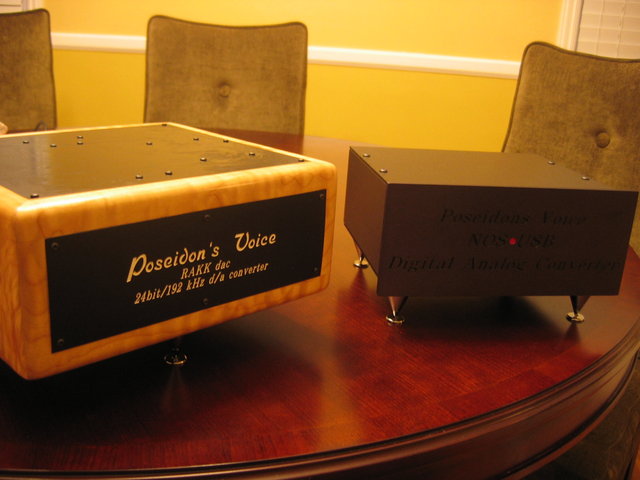 Poseidon's Voice
RAKK dac
24bit/192 kHz d/a converter
Poseidons Voice
NOS USB
Digital Analog Converter